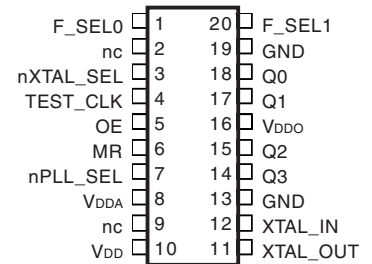 F_SEL0 1 20 F_SEL1
nc 2 19 GND
nXTAL_SEL 3 18 Q0
TEST_CLK 4 17 Q1
OE 5 16 VDDO
MR 6 15 Q2
nPLL_SEL 7 14 Q3
VDDA 8 13 GND
nc 9 12 XTAL_IN
VDD 10 11 XTAL_OUT